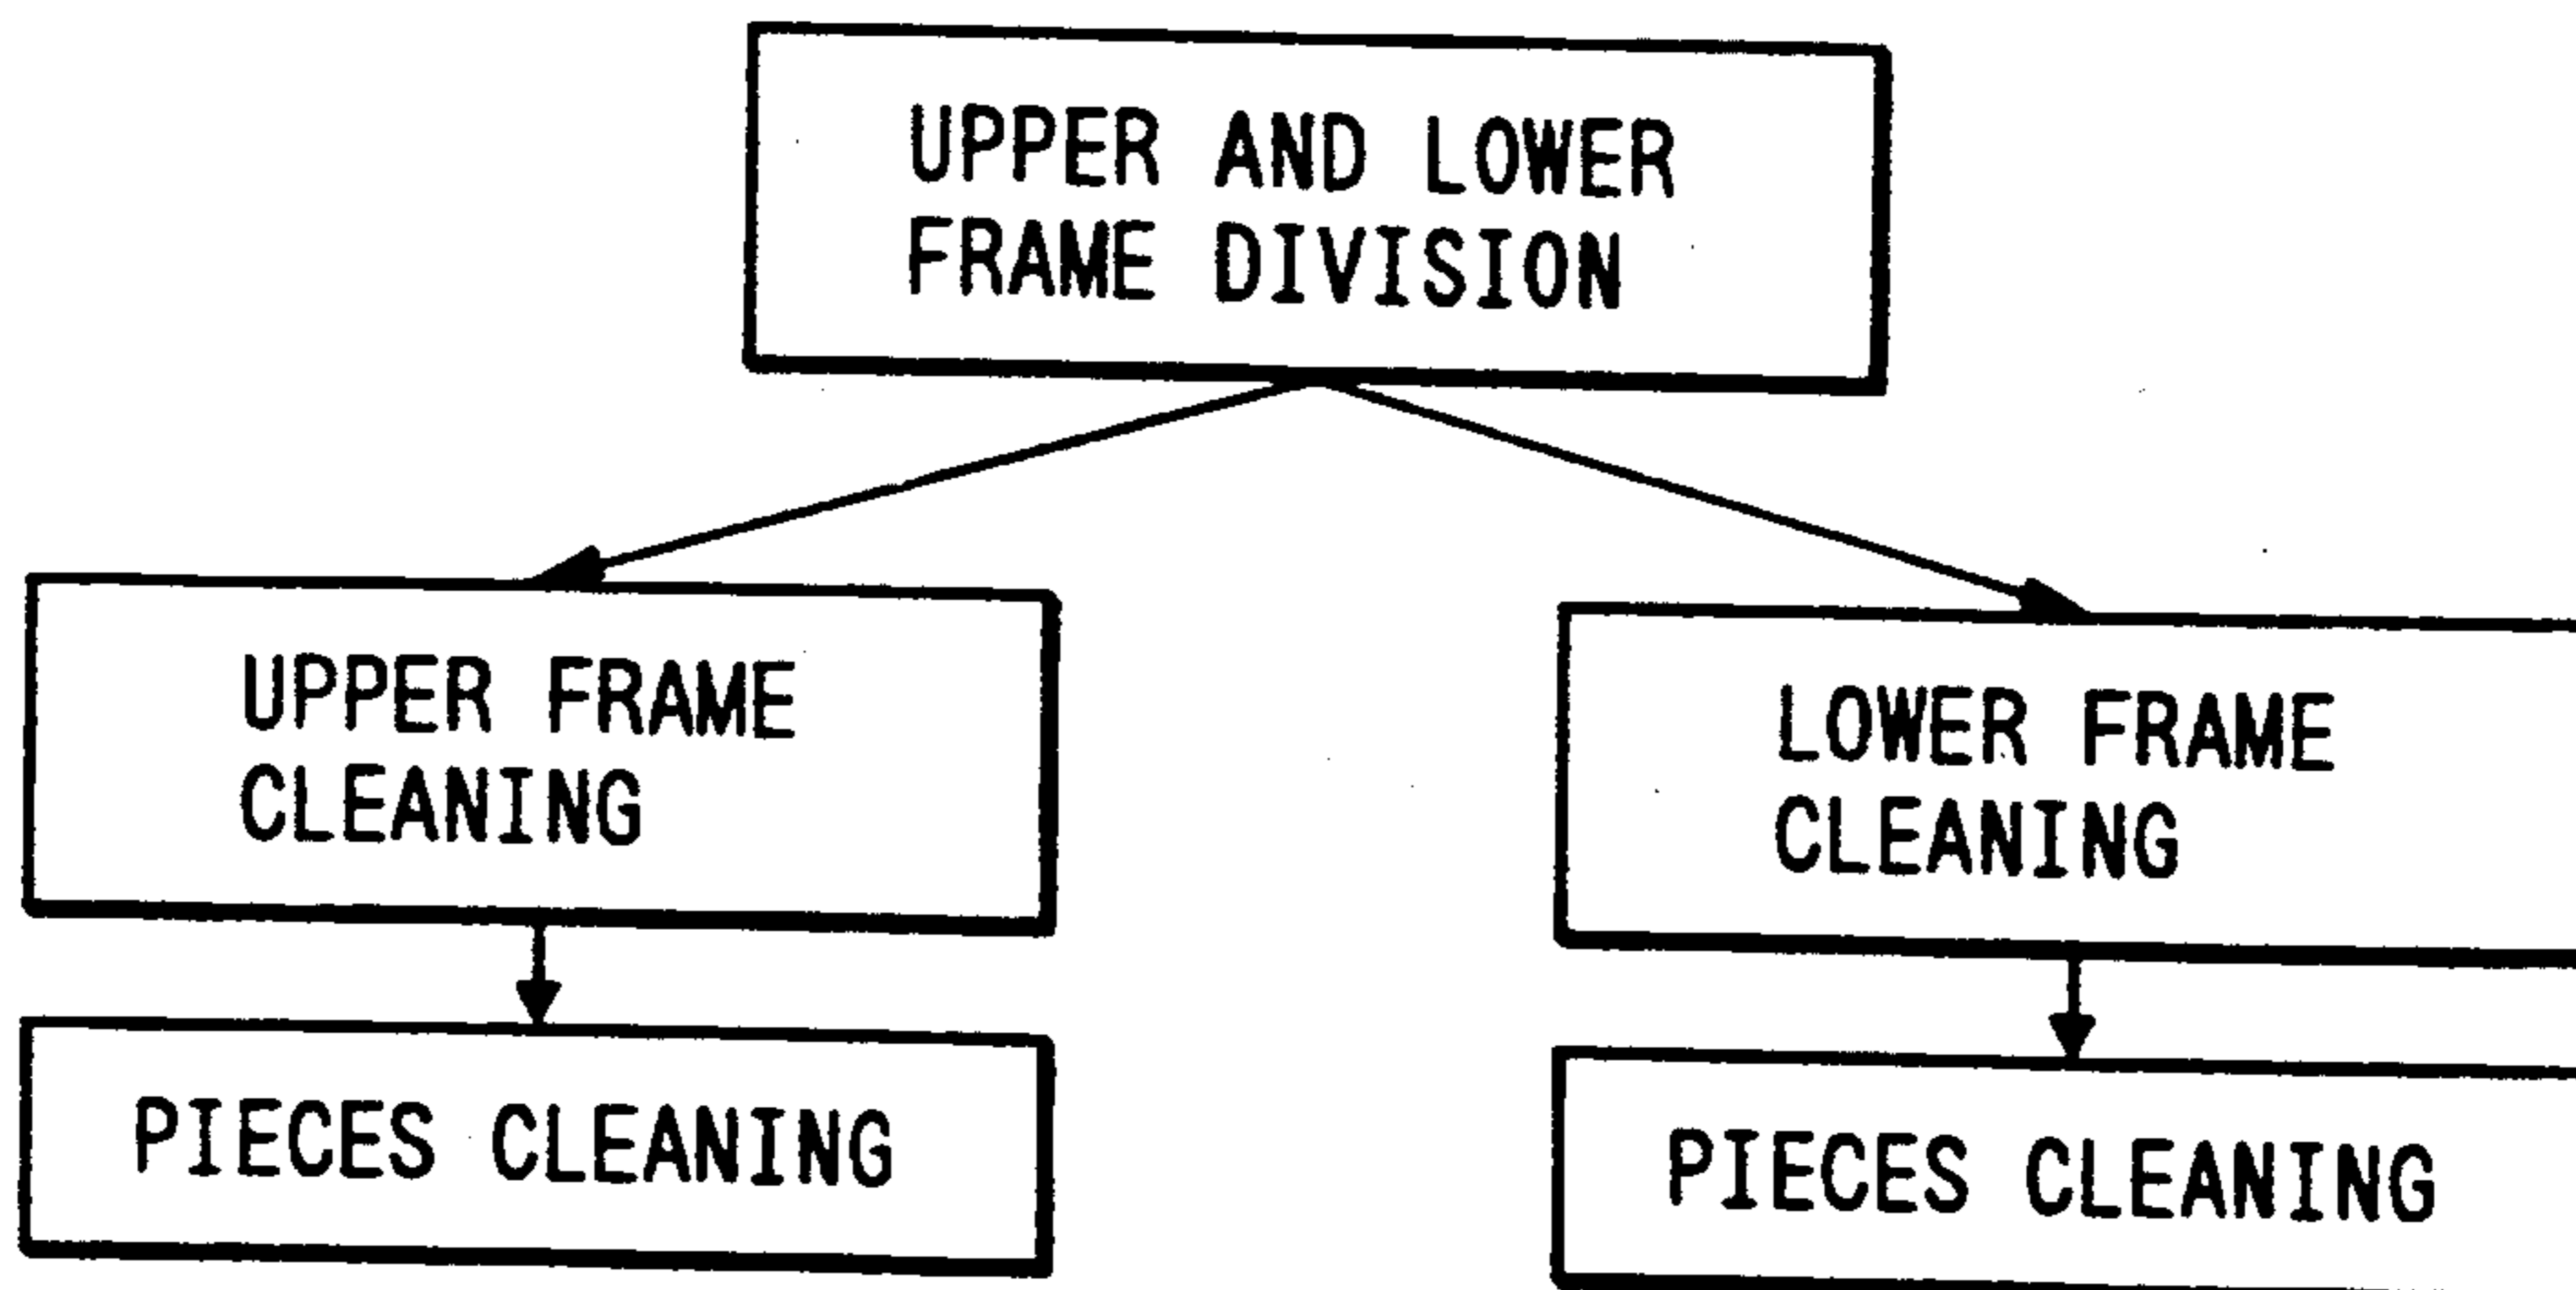 UPPER AND LOWER
FRAME DIVISION
UPPER FRAME
CLEANING
LOWER FRAME
CLEANING
PIECES CLEANING
PIECES CLEANING